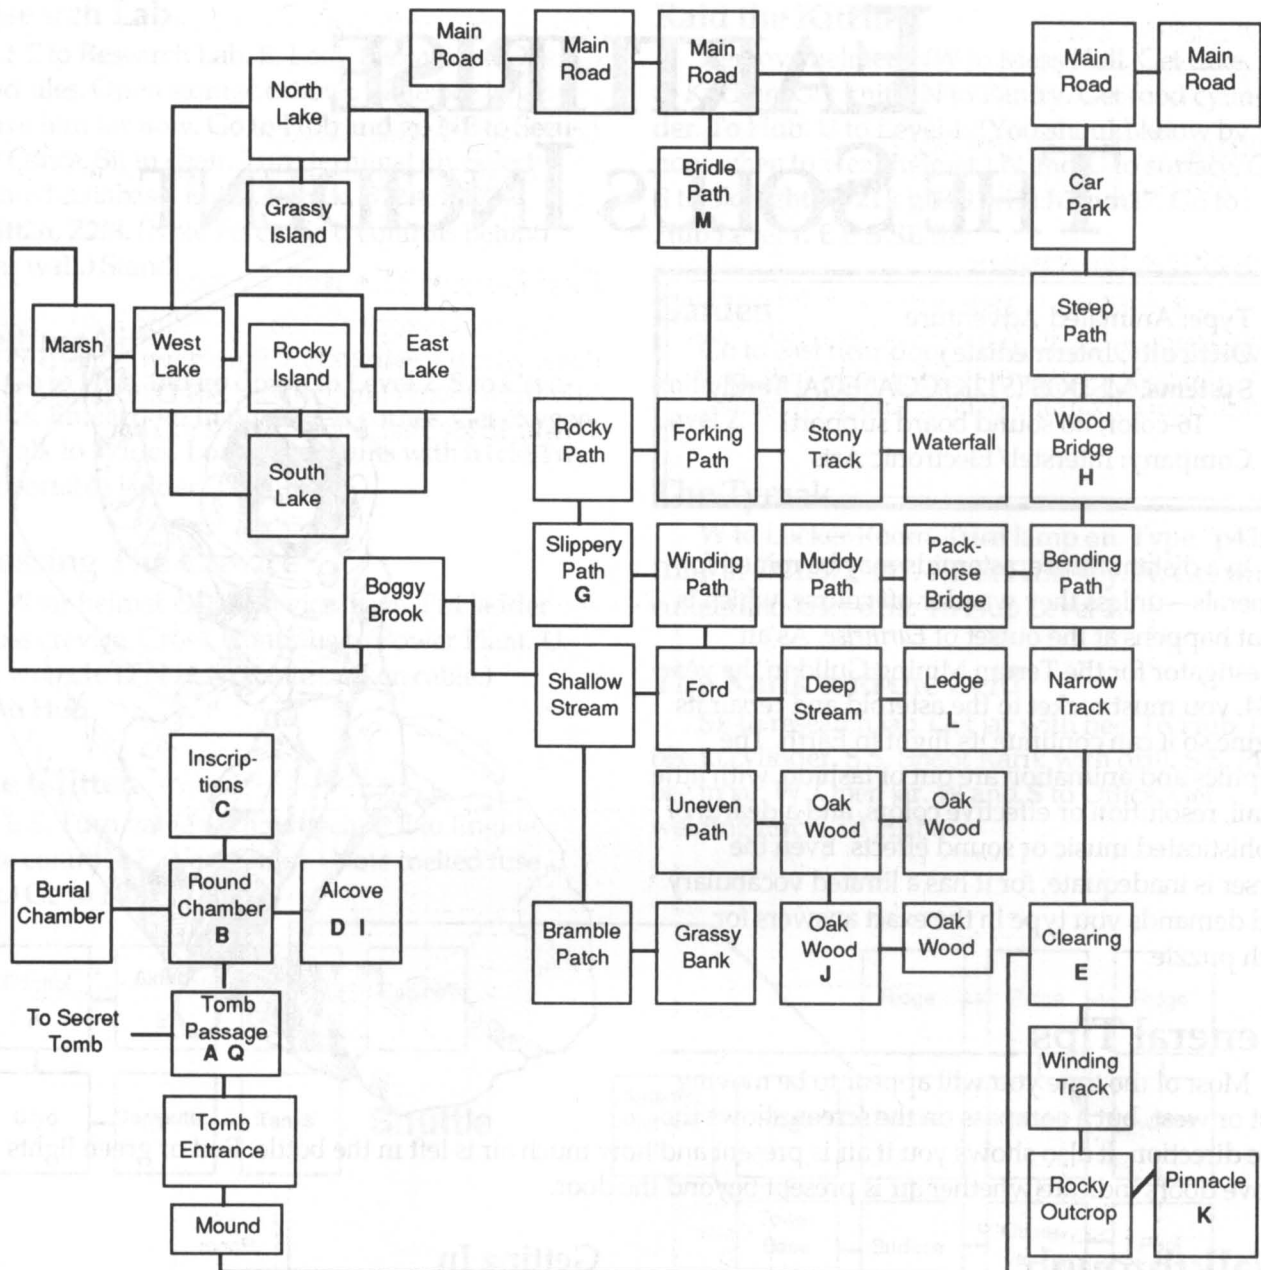 Main
Road
Main
Road
Main
Road
Main
Road
Main
Road
North
Lake
Bridle
Path
M
Car
Park
Grassy
Island
Steep
Path
Marsh
West
Lake
Rocky
Island
East
Lake
Rocky
Path
Forking
Path
Stony
Track
Waterfall
Wood
Bridge
H
South
Lake
Slippery
Path
G
Winding
Path
Muddy
Path
Pack-
horse
Bridge
Bending
Path
Boggy
Brook
Shallow
Stream
Ford
Deep
Stream
Ledge
L
Narrow
Track
Inscrip-
tions
C
Uneven
Path
Oak
Wood
Oak
Wood
Burial
Chamber
Round
Chamber
B
Alcove
D I
Bramble
Patch
Grassy
Bank
Oak
Wood
J
Oak
Wood
Clearing
E
To Secret
Tomb
Tomb
Passage
A Q
Winding
Track
Tomb
Entrance
Rocky
Outcrop
Pinnacle
K
Mound